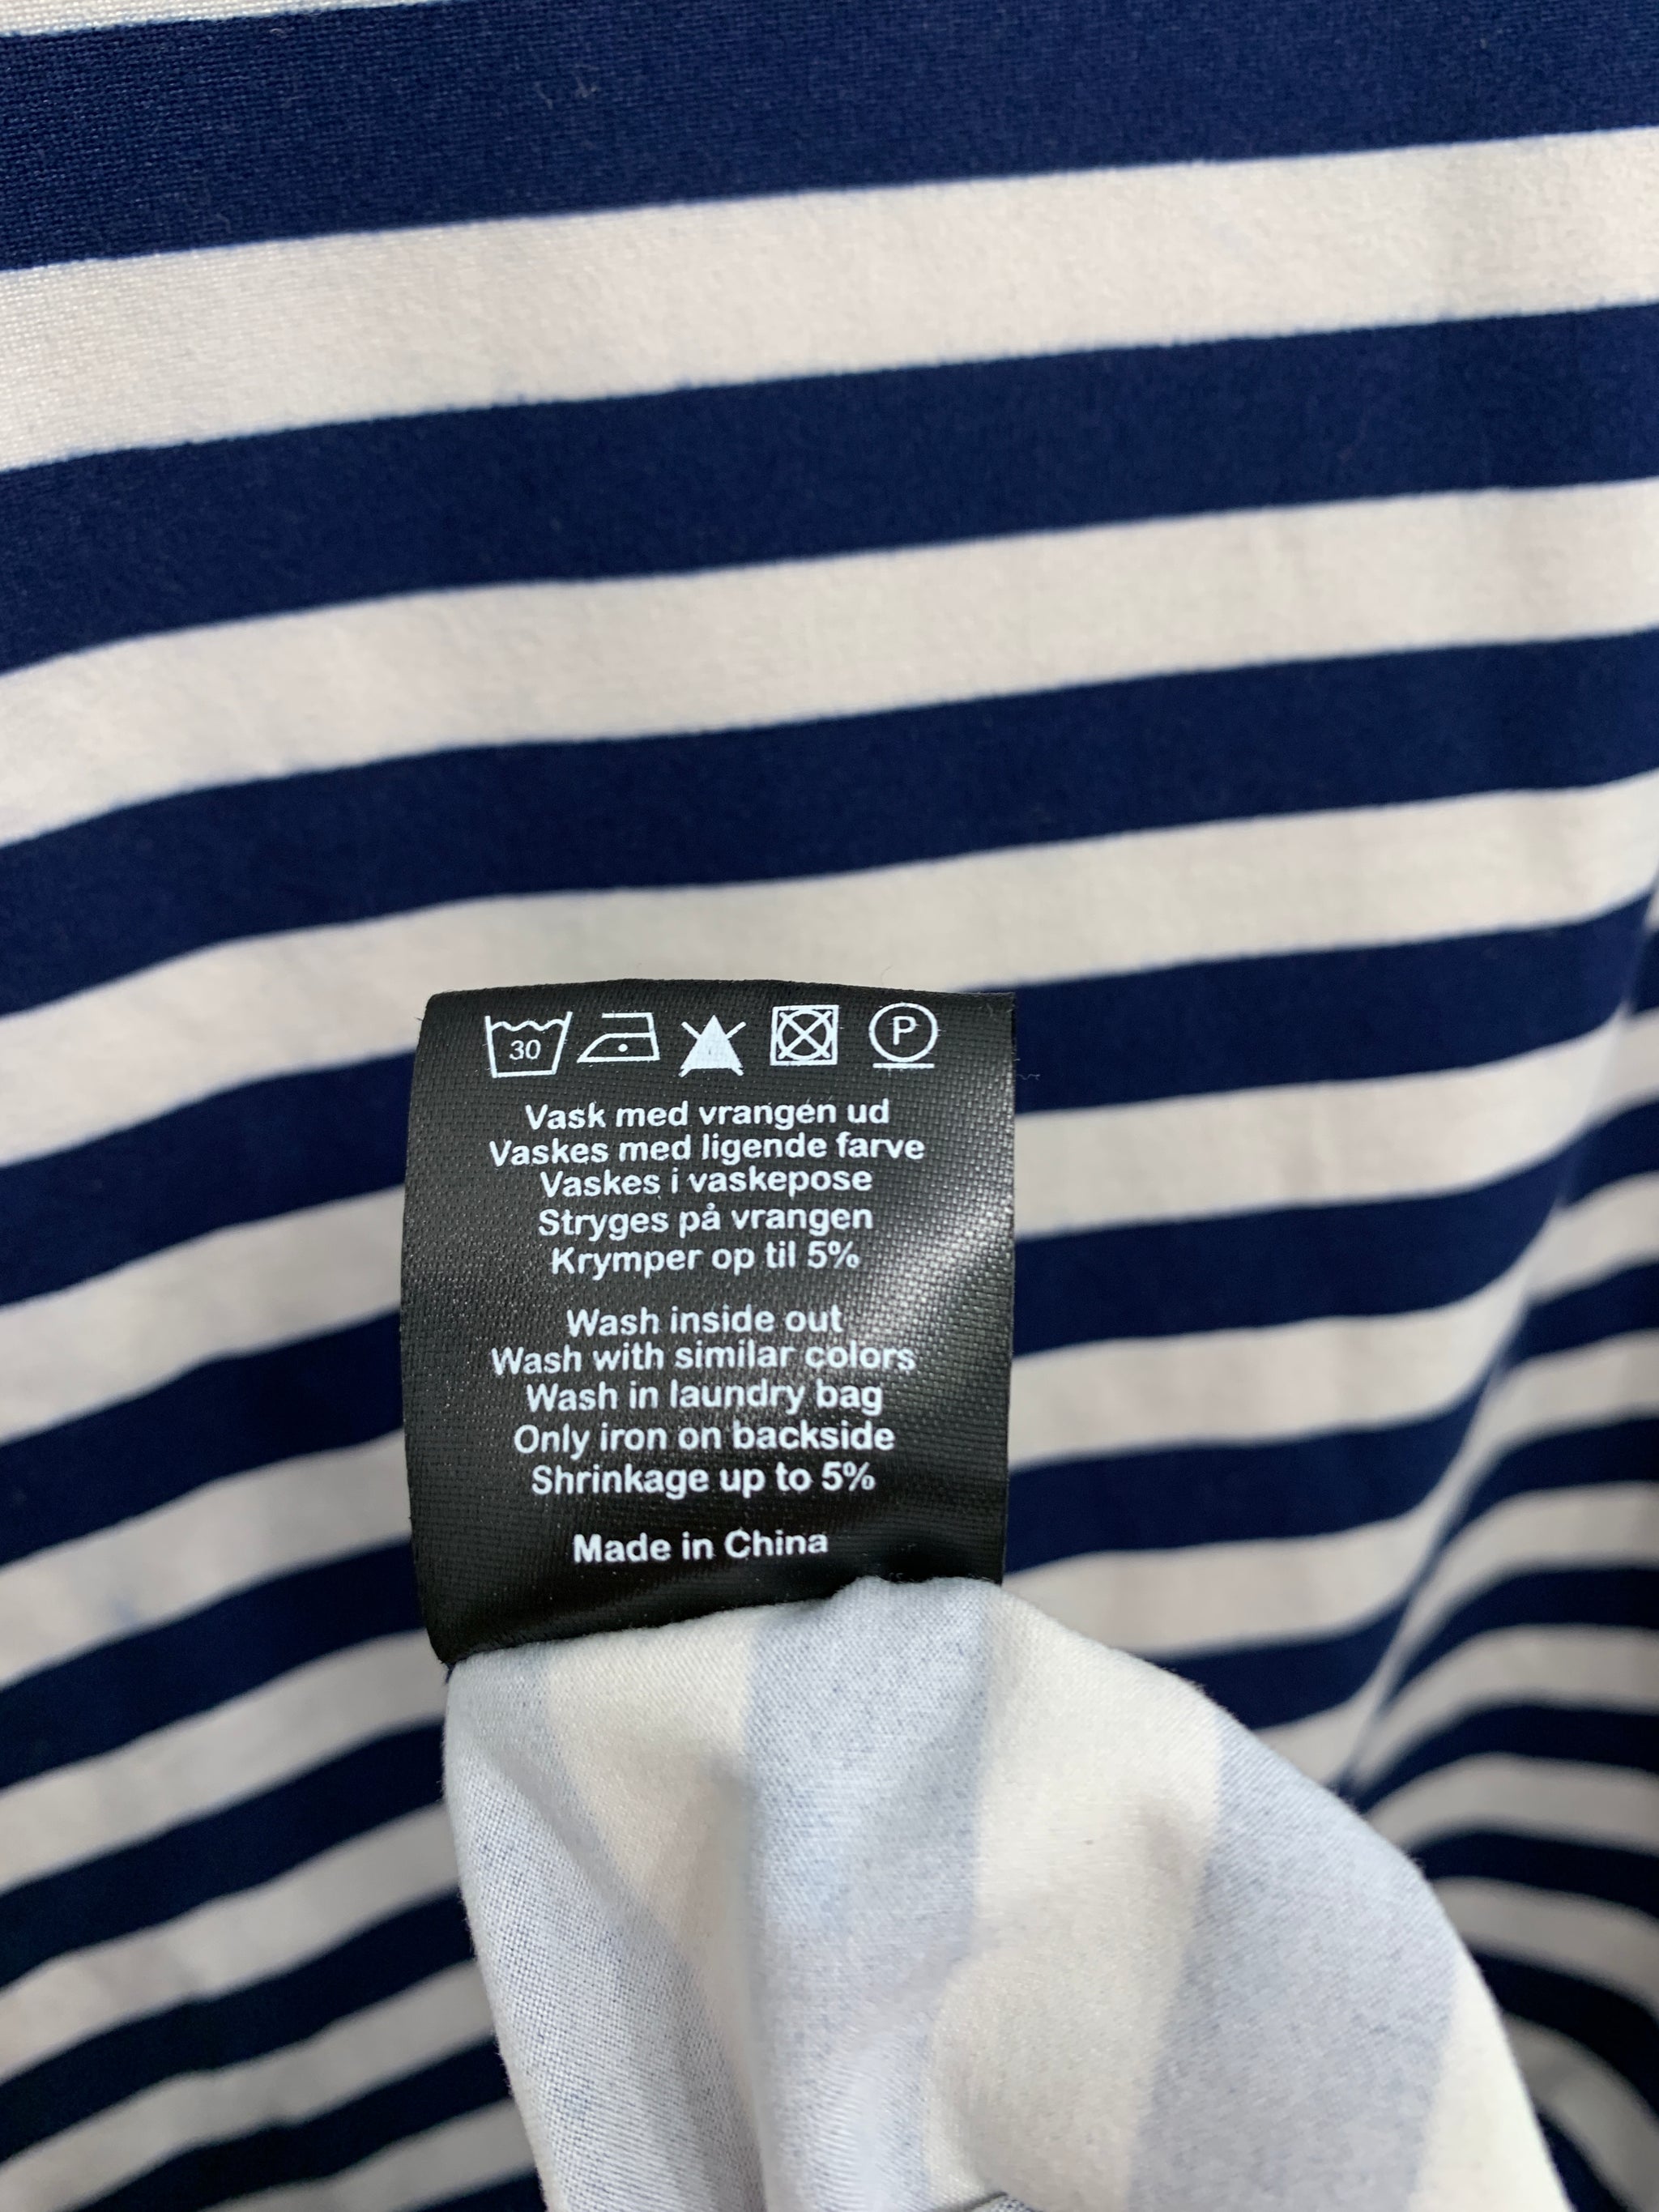 30 P
Vask med vrangen ud
Vaskes med ligende farve
Vaskes i vaskepose
Stryges på vrangen
Krymper op til 5%
Wash inside out
Wash with similar colors
Wash in laundry bag
Only iron on backside
Shrinkage up to 5%
Made in China